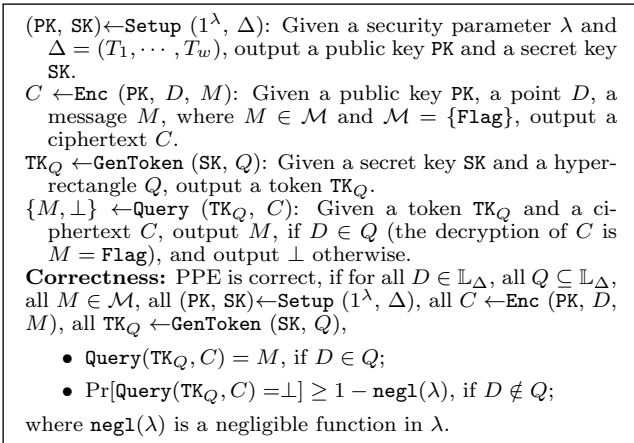 (PK, SK)←Setup (1^λ, Δ): Given a security parameter λ and
Δ = (T₁, ⋯ , T_w), output a public key PK and a secret key
SK.
C ←Enc (PK, D, M): Given a public key PK, a point D, a
message M, where M ∈ ℳ and ℳ = {Flag}, output a
ciphertext C.
TK_Q ←GenToken (SK, Q): Given a secret key SK and a hyper-
rectangle Q, output a token TK_Q.
{M, ⊥} ←Query (TK_Q, C): Given a token TK_Q and a ci-
phertext C, output M, if D ∈ Q (the decryption of C is
M = Flag), and output ⊥ otherwise.
Correctness: PPE is correct, if for all D ∈ 𝕃_Δ, all Q ⊆ 𝕃_Δ,
all M ∈ ℳ, all (PK, SK)←Setup (1^λ, Δ), all C ←Enc (PK, D,
M), all TK_Q ←GenToken (SK, Q),
• Query(TK_Q, C) = M, if D ∈ Q;
• Pr[Query(TK_Q, C) =⊥] ≥ 1 − negl(λ), if D ∉ Q;
where negl(λ) is a negligible function in λ.